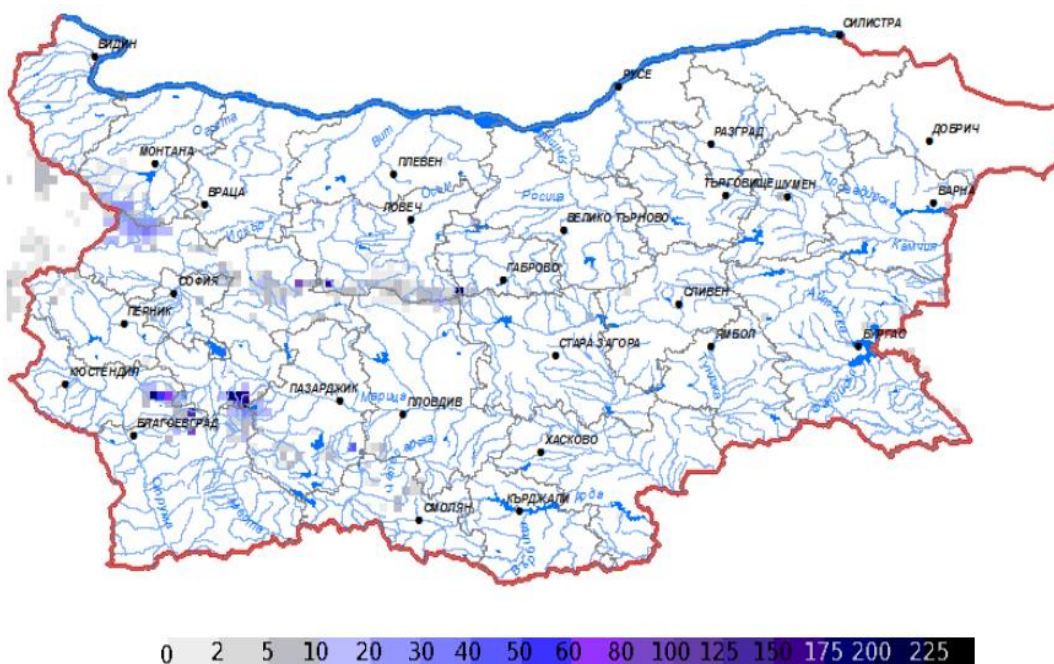 СИЛИСТРА
ВИДИН
РУСЕ
Огоста
Вит
РАЗГРАД
ДОБРИЧ
МОНТАНА
ПЛЕВЕН
Осъм
ТЪРГОВИЩЕ
ШУМЕН
ВРАЦА
Росица
ВАРНА
ЛОВЕЧ
ВЕЛИКО ТЪРНОВО
Искър
Камчия
ГАБРОВО
СОФИЯ
СЛИВЕН
ПЕРНИК
ЯМБОЛ
БУРГАС
СТАРА ЗАГОРА
КЮСТЕНДИЛ
ПАЗАРДЖИК
Марица
ПЛОВДИВ
БЛАГОЕВГРАД
ХАСКОВО
Струма
Места
КЪРДЖАЛИ
СМОЛЯН
0 2 5 10 20 30 40 50 60 80 100 125 150 175 200 225